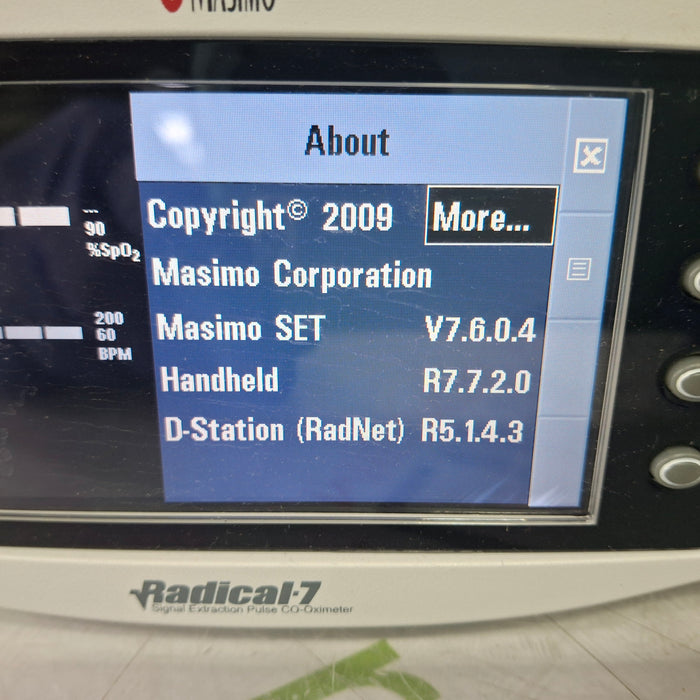 MASIMO
About
Copyright© 2009 More...
Masimo Corporation
Masimo SET V7.6.0.4
Handheld R7.7.2.0
D-Station (RadNet) R5.1.4.3
---
90
%SpO₂
200
60
BPM
Radical-7
Signal Extraction Pulse CO-Oximeter